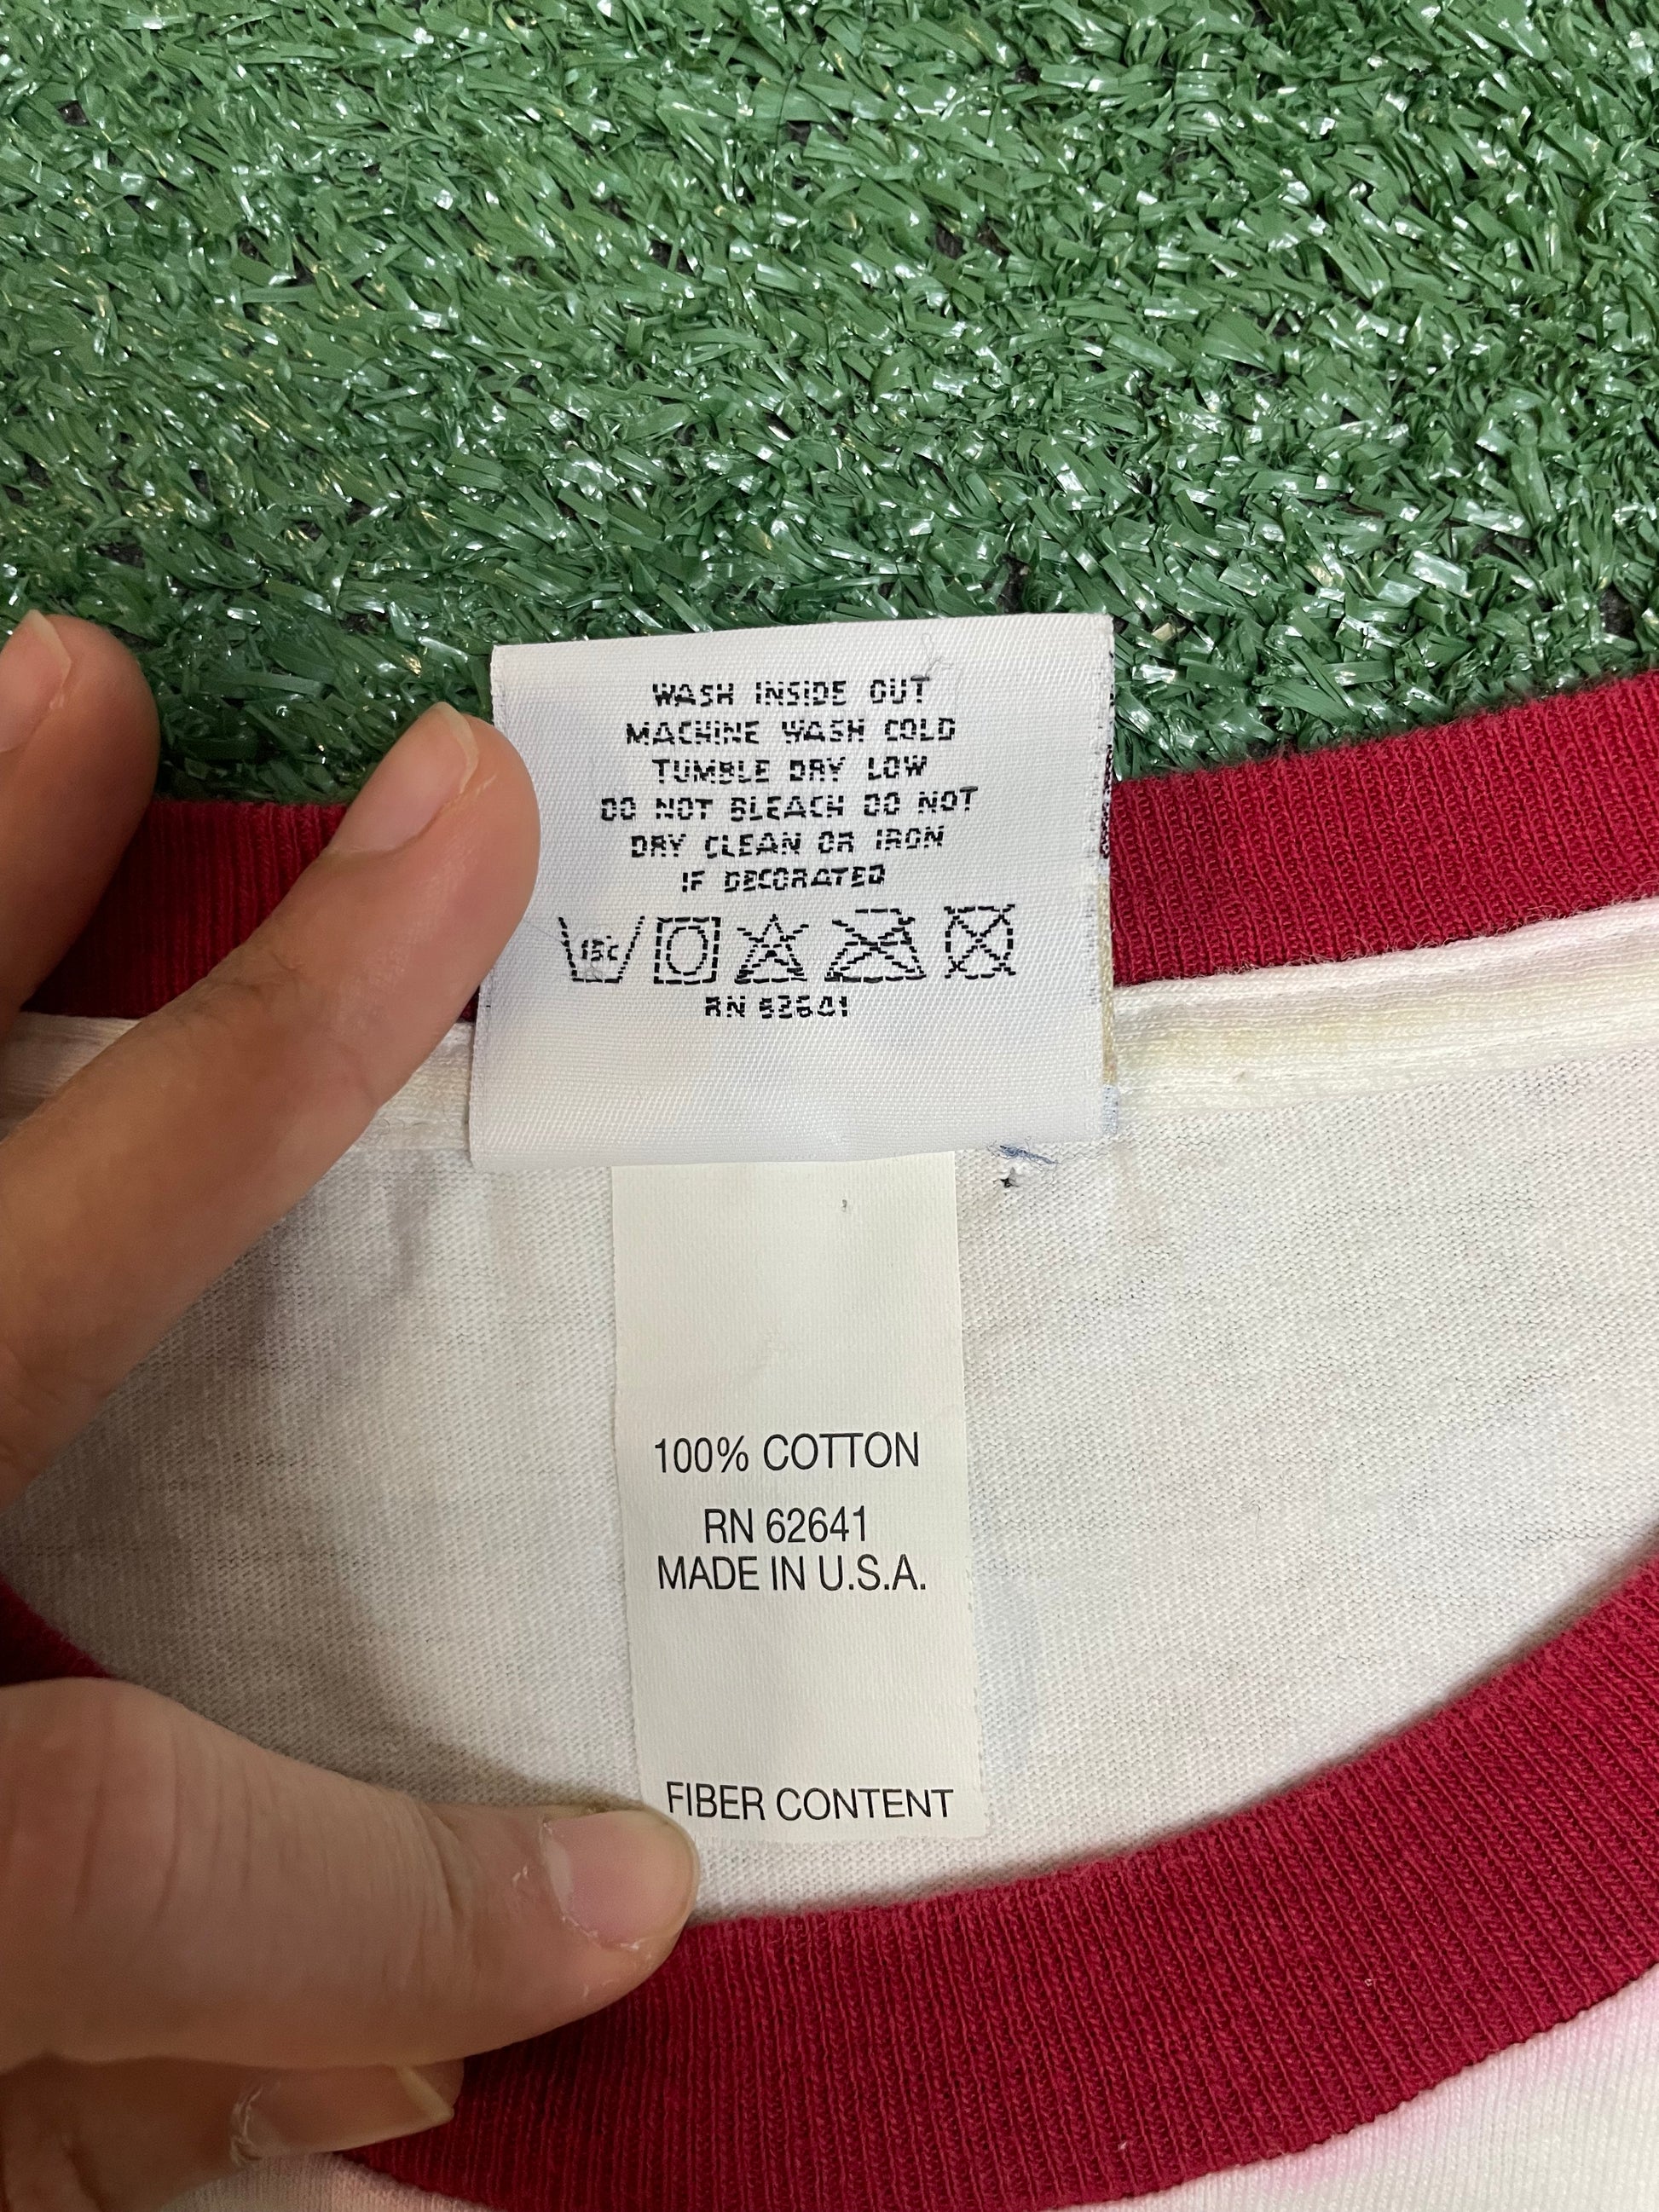 WASH INSIDE OUT
MACHINE WASH COLD
TUMBLE DRY LOW
DO NOT BLEACH DO NOT
DRY CLEAN OR IRON
IF DECORATED
RN 62641
100% COTTON
RN 62641
MADE IN U.S.A.
FIBER CONTENT